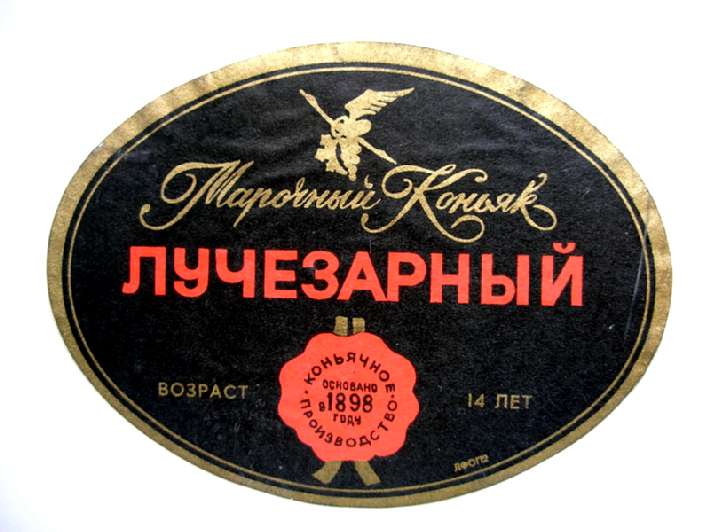 Марочный Коньяк
ЛУЧЕЗАРНЫЙ
ВОЗРАСТ 14 ЛЕТ
КОНЬЯЧНОЕ ПРОИЗВОДСТВО
ОСНОВАНО
в 1898
ГОДУ